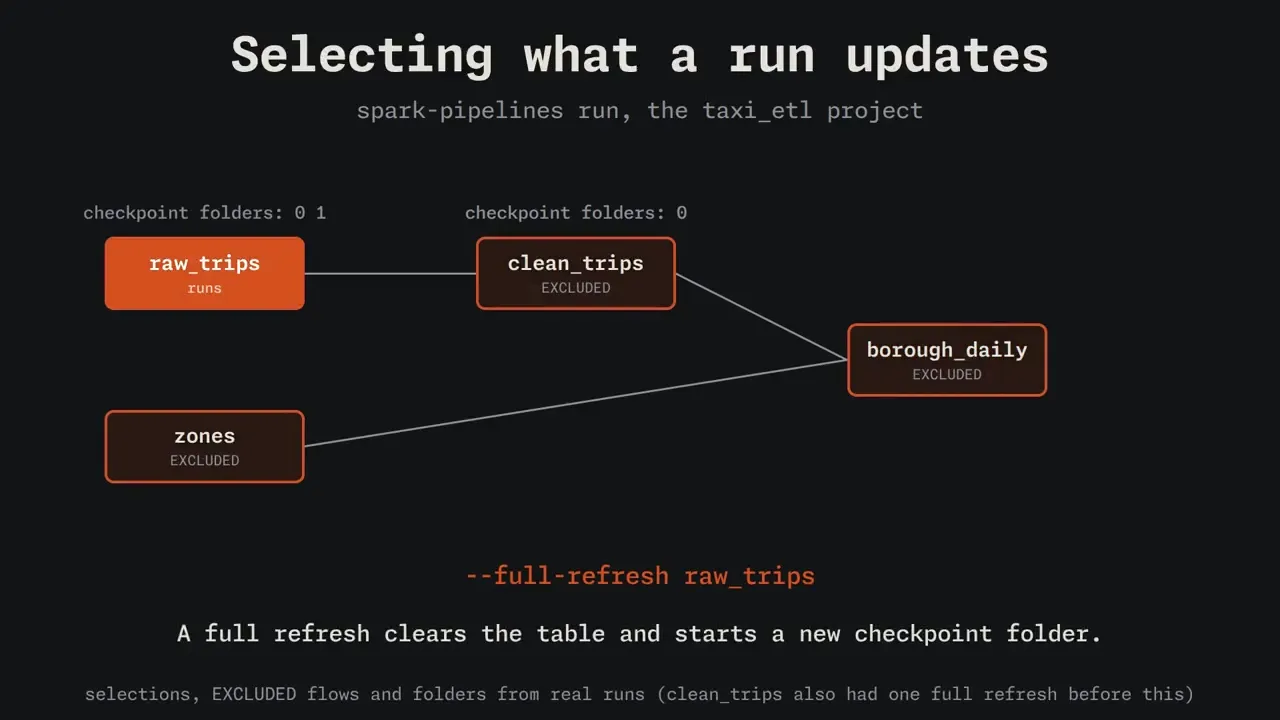 Selecting what a run updates
spark-pipelines run, the taxi_etl project
checkpoint folders: 0 1
checkpoint folders: 0
raw_trips
runs
clean_trips
EXCLUDED
borough_daily
EXCLUDED
zones
EXCLUDED
--full-refresh raw_trips
A full refresh clears the table and starts a new checkpoint folder.
selections, EXCLUDED flows and folders from real runs (clean_trips also had one full refresh before this)